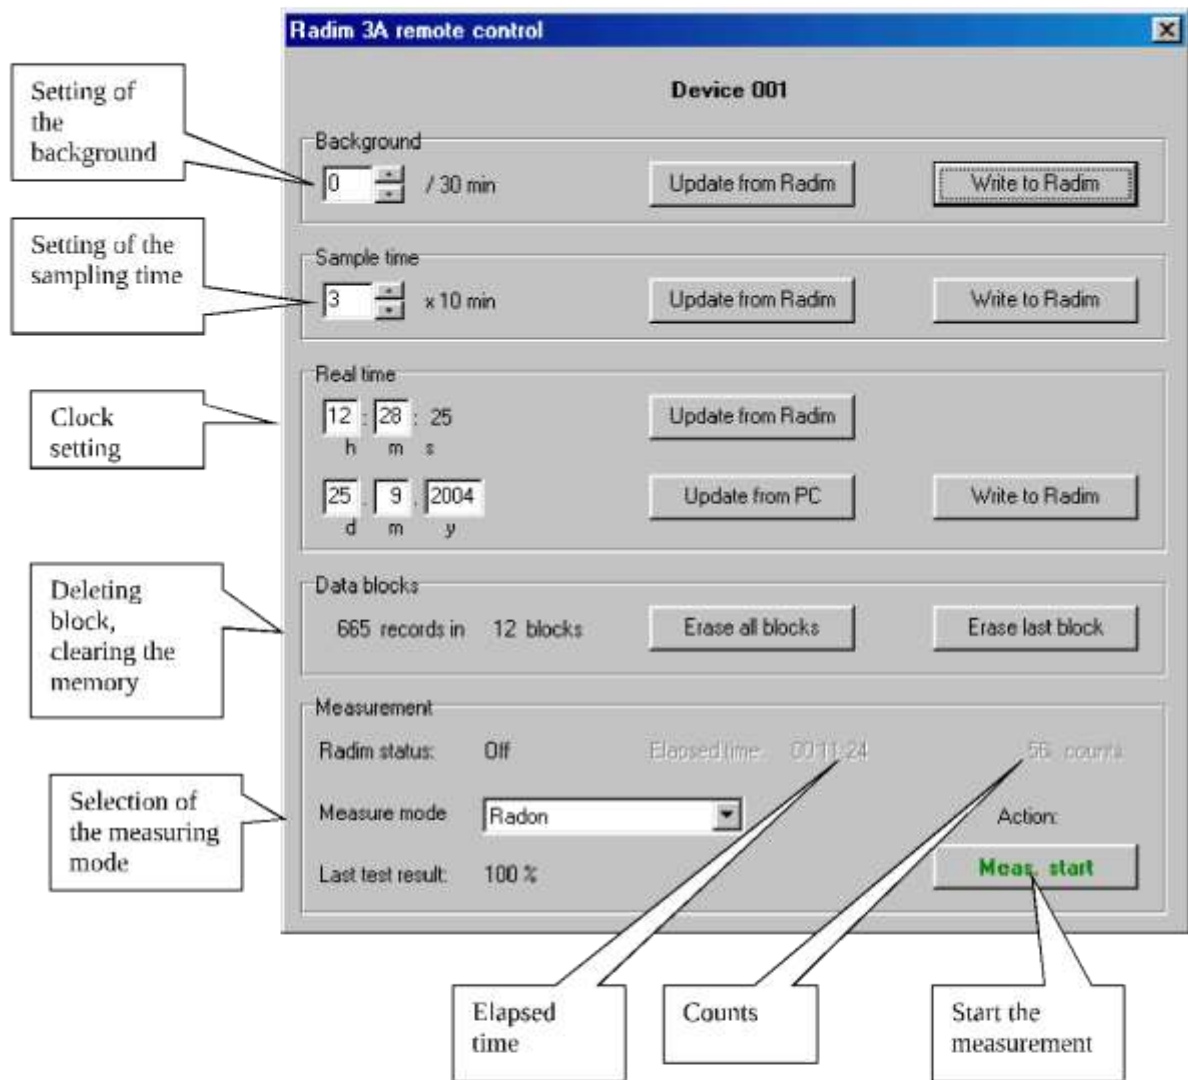 Radim 3A remote control
Device 001
Setting of
the
background
Background
0 / 30 min Update from Radim Write to Radim
Setting of the
sampling time
Sample time
3 x 10 min Update from Radim Write to Radim
Clock
setting
Real time
12 : 28 : 25 Update from Radim
h m s
25 . 9 . 2004 Update from PC Write to Radim
d m y
Deleting
block,
clearing the
memory
Data blocks
665 records in 12 blocks Erase all blocks Erase last block
Selection of
the measuring
mode
Measurement
Radim status: Off Elapsed time: 00:11:24 56 counts
Measure mode Radon Action:
Last test result: 100 % Meas. start
Elapsed
time
Counts
Start the
measurement